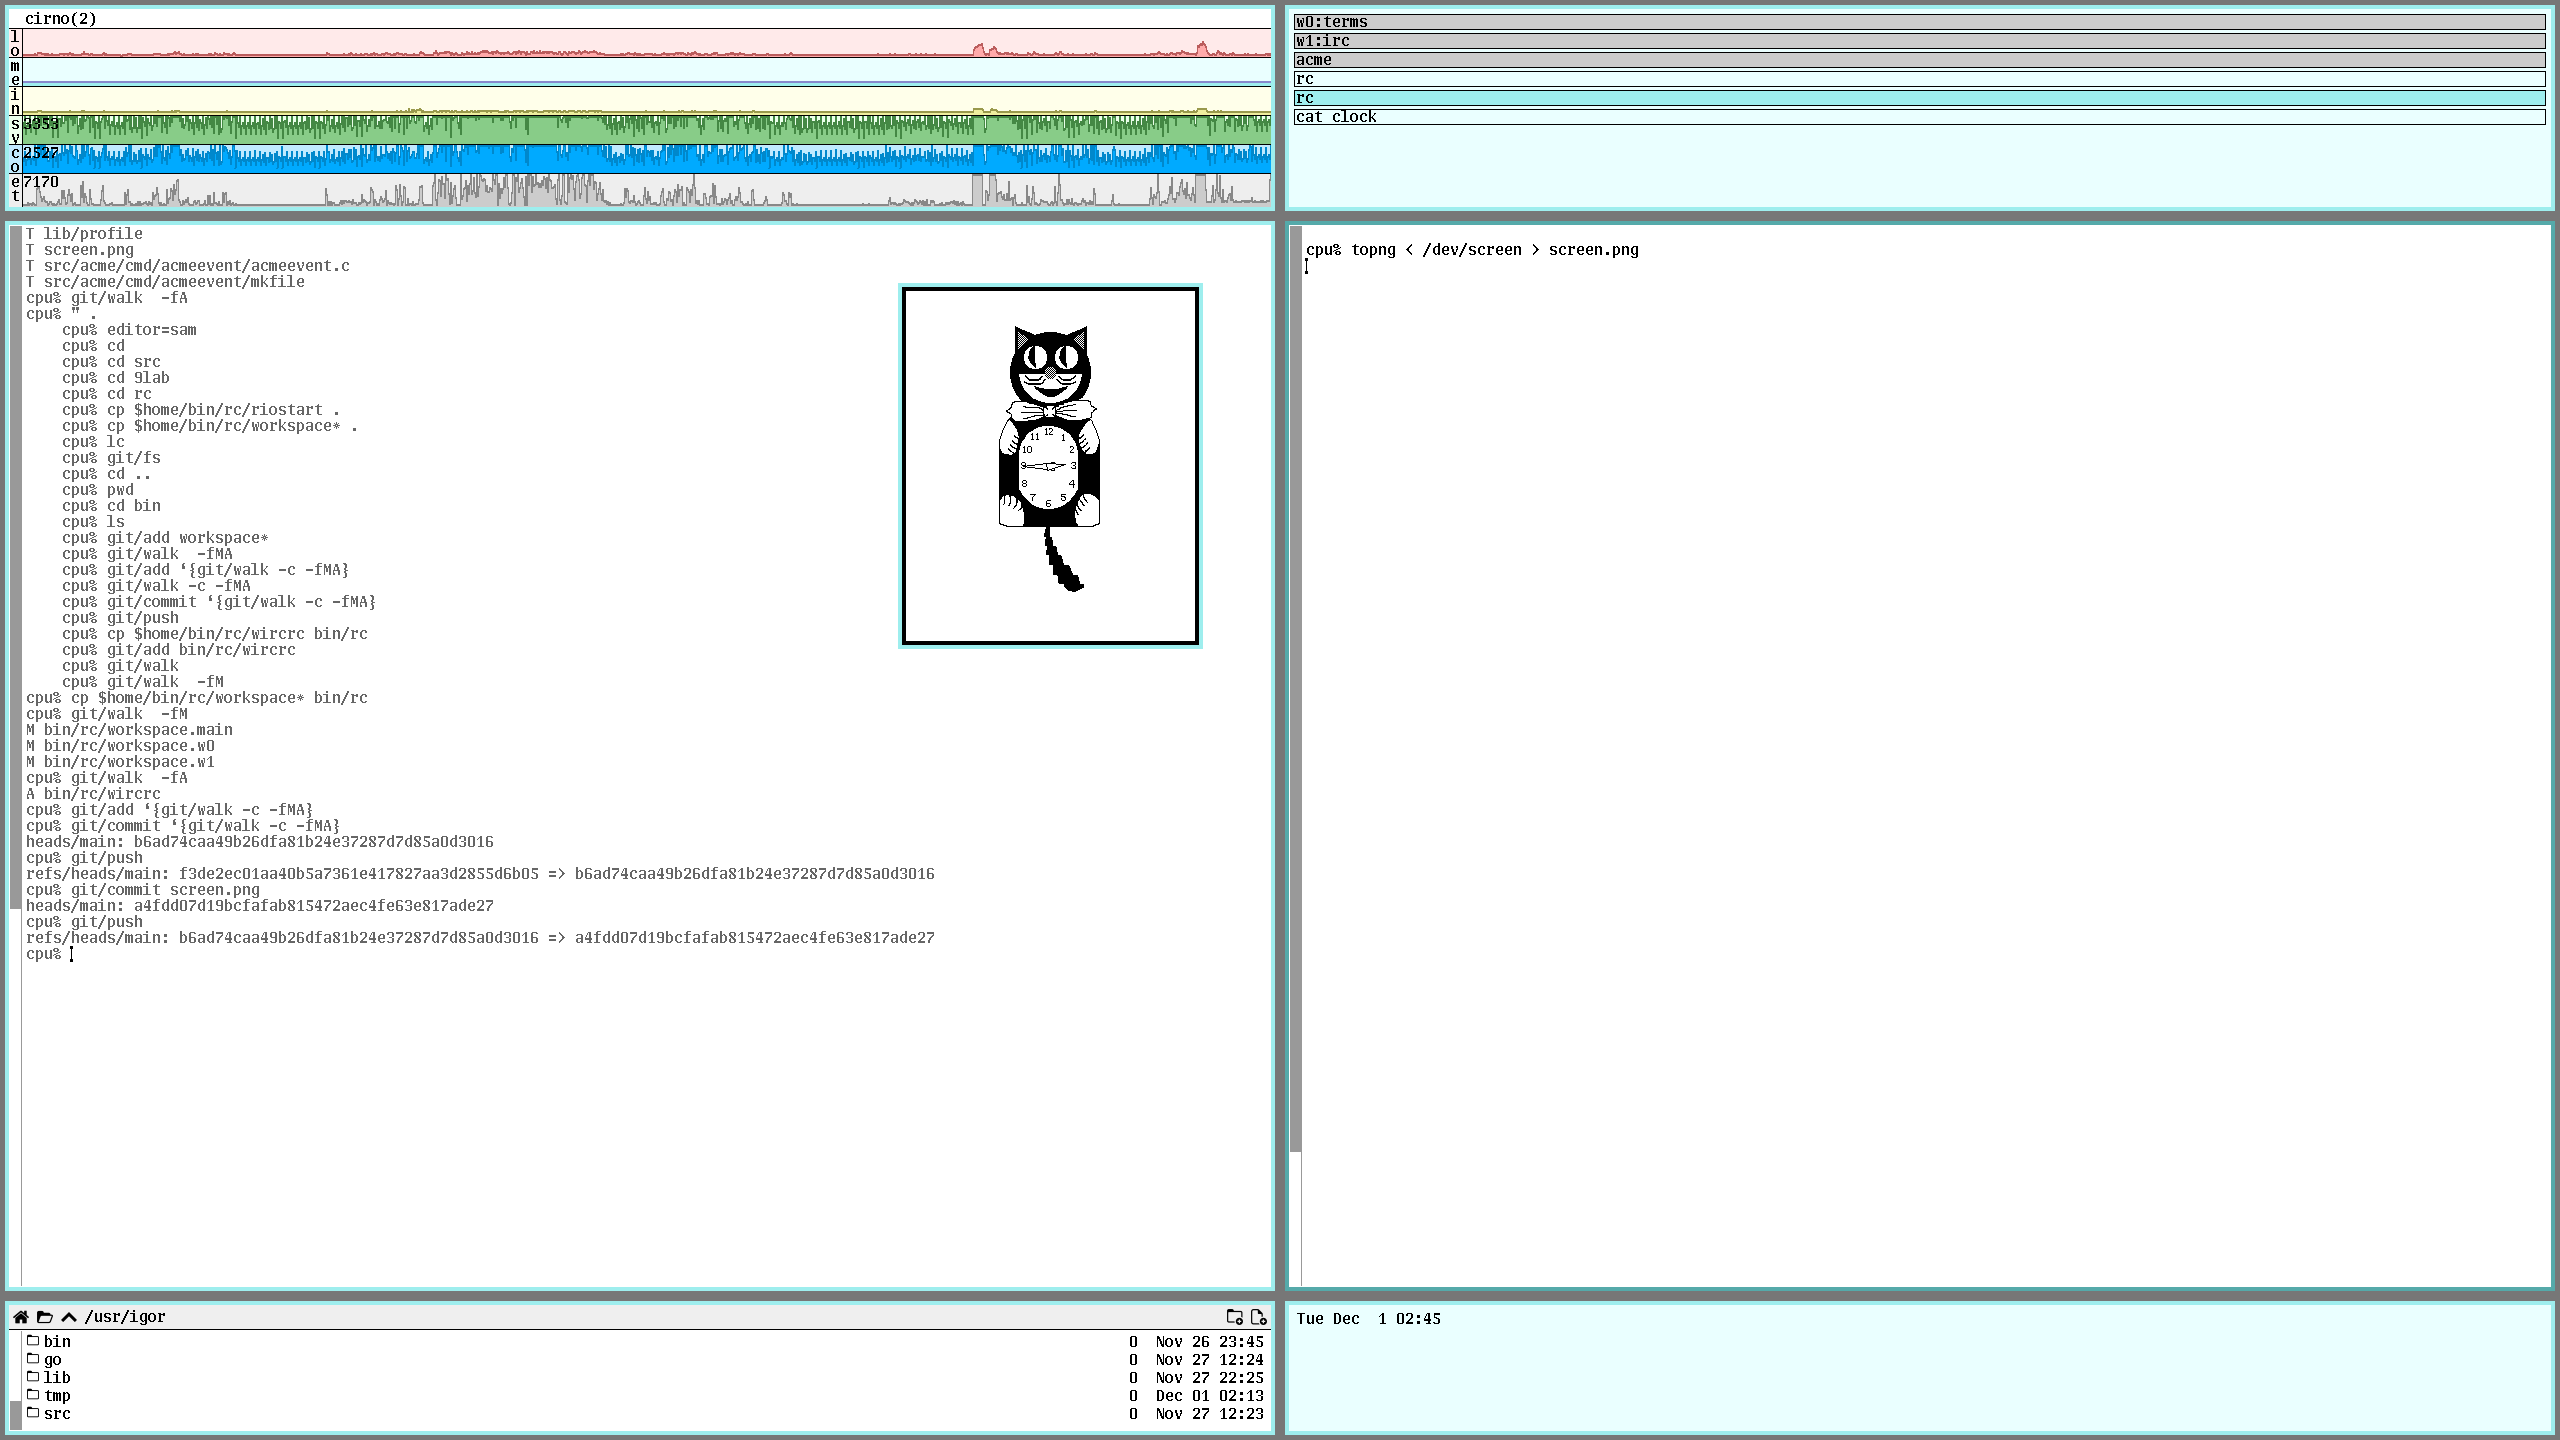 cirno(2)
lo
me
in
sy 3353
co 2527
et 7170
w0:terms
w1:irc
acme
rc
rc
cat clock
T lib/profile
T screen.png
T src/acme/cmd/acmeevent/acmeevent.c
T src/acme/cmd/acmeevent/mkfile
cpu% git/walk  -fA
cpu% " .
    cpu% editor=sam
    cpu% cd
    cpu% cd src
    cpu% cd 9lab
    cpu% cd rc
    cpu% cp $home/bin/rc/riostart .
    cpu% cp $home/bin/rc/workspace* .
    cpu% lc
    cpu% git/fs
    cpu% cd ..
    cpu% pwd
    cpu% cd bin
    cpu% ls
    cpu% git/add workspace*
    cpu% git/walk  -fMA
    cpu% git/add `{git/walk -c -fMA}
    cpu% git/walk -c -fMA
    cpu% git/commit `{git/walk -c -fMA}
    cpu% git/push
    cpu% cp $home/bin/rc/wircrc bin/rc
    cpu% git/add bin/rc/wircrc
    cpu% git/walk
    cpu% git/walk  -fM
cpu% cp $home/bin/rc/workspace* bin/rc
cpu% git/walk  -fM
M bin/rc/workspace.main
M bin/rc/workspace.w0
M bin/rc/workspace.w1
cpu% git/walk  -fA
A bin/rc/wircrc
cpu% git/add `{git/walk -c -fMA}
cpu% git/commit `{git/walk -c -fMA}
heads/main: b6ad74caa49b26dfa81b24e37287d7d85a0d3016
cpu% git/push
refs/heads/main: f3de2ec01aa40b5a7361e417827aa3d2855d6b05 => b6ad74caa49b26dfa81b24e37287d7d85a0d3016
cpu% git/commit screen.png
heads/main: a4fdd07d19bcfafab815472aec4fe63e817ade27
cpu% git/push
refs/heads/main: b6ad74caa49b26dfa81b24e37287d7d85a0d3016 => a4fdd07d19bcfafab815472aec4fe63e817ade27
cpu%
12
11 1
10 2
9 3
8 4
7 5
6
cpu% topng < /dev/screen > screen.png
/usr/igor
bin 0 Nov 26 23:45
go 0 Nov 27 12:24
lib 0 Nov 27 22:25
tmp 0 Dec 01 02:13
src 0 Nov 27 12:23
Tue Dec  1 02:45